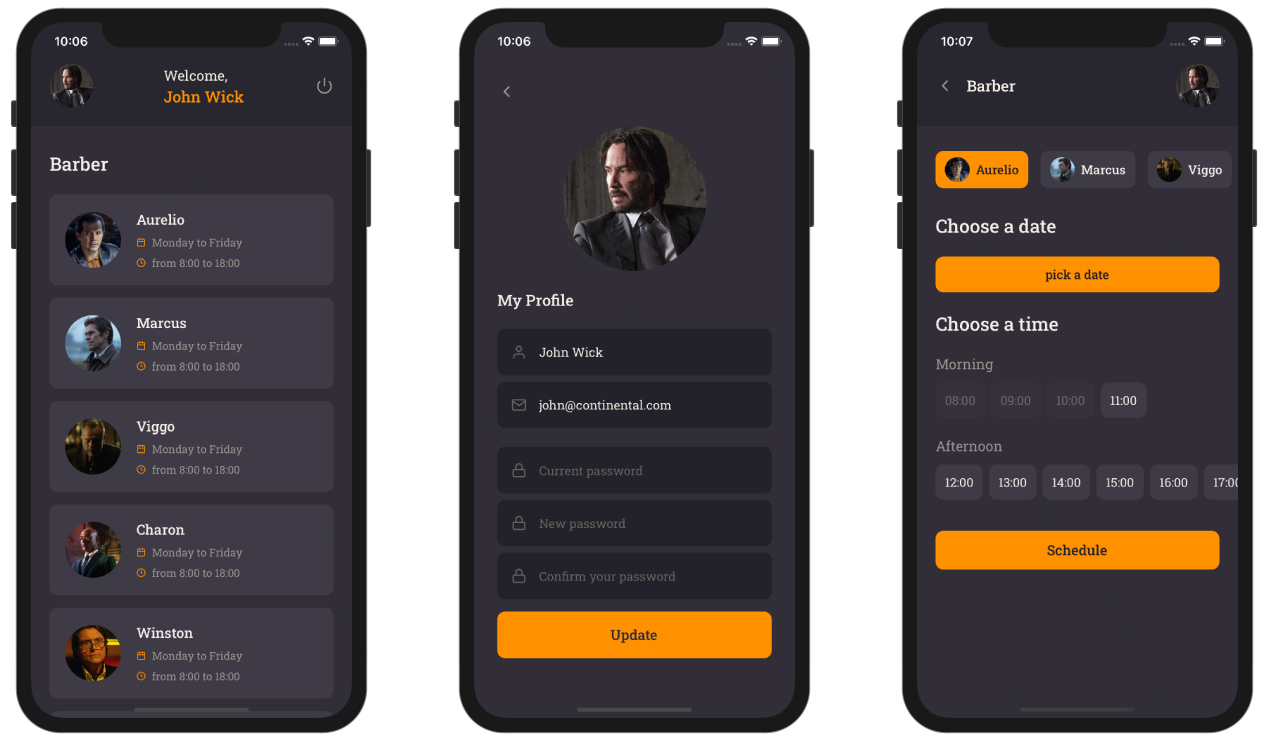 10:06
Welcome,
John Wick
Barber
Aurelio
Monday to Friday
from 8:00 to 18:00
Marcus
Monday to Friday
from 8:00 to 18:00
Viggo
Monday to Friday
from 8:00 to 18:00
Charon
Monday to Friday
from 8:00 to 18:00
Winston
Monday to Friday
from 8:00 to 18:00
10:06
My Profile
John Wick
john@continental.com
Current password
New password
Confirm your password
Update
10:07
Barber
Aurelio Marcus Viggo
Choose a date
pick a date
Choose a time
Morning
08:00 09:00 10:00 11:00
Afternoon
12:00 13:00 14:00 15:00 16:00 17:00
Schedule